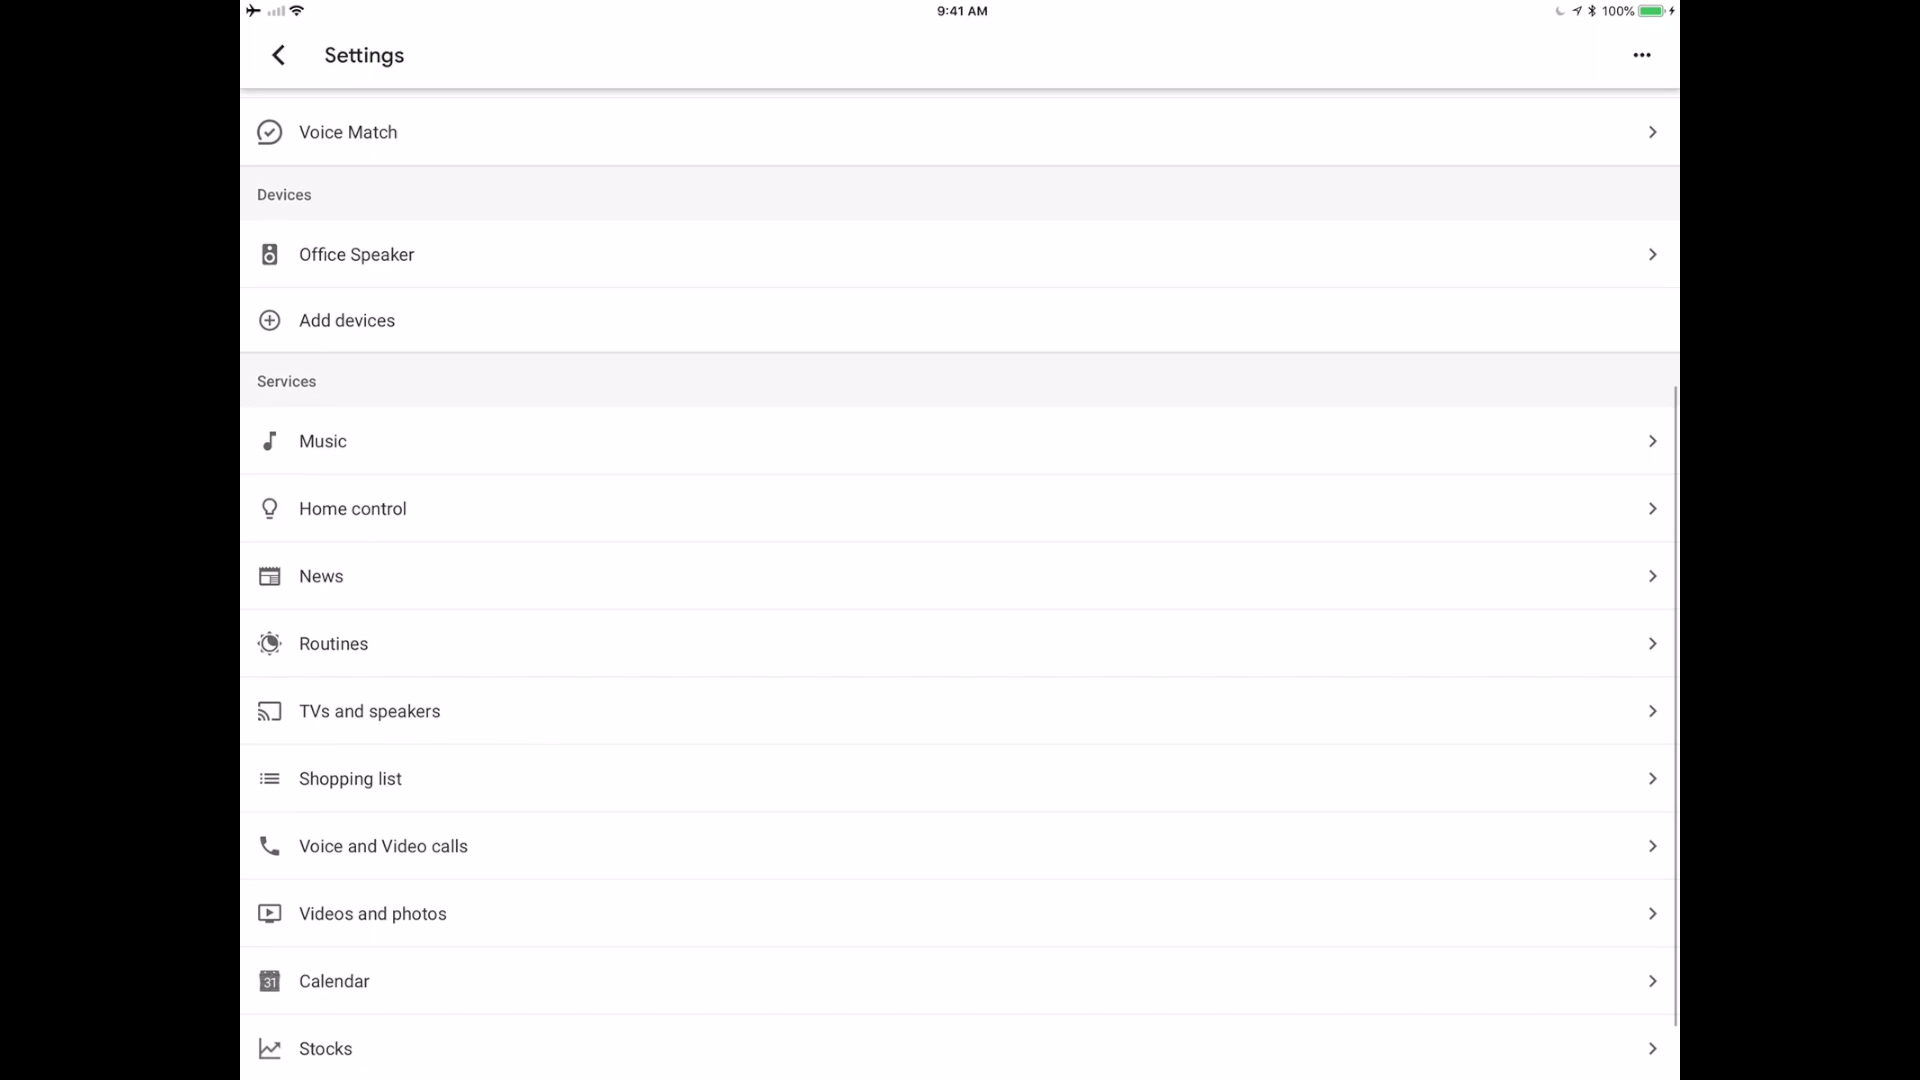 9:41 AM
100%
Settings
Voice Match
Devices
Office Speaker
Add devices
Services
Music
Home control
News
Routines
TVs and speakers
Shopping list
Voice and Video calls
Videos and photos
31 Calendar
Stocks